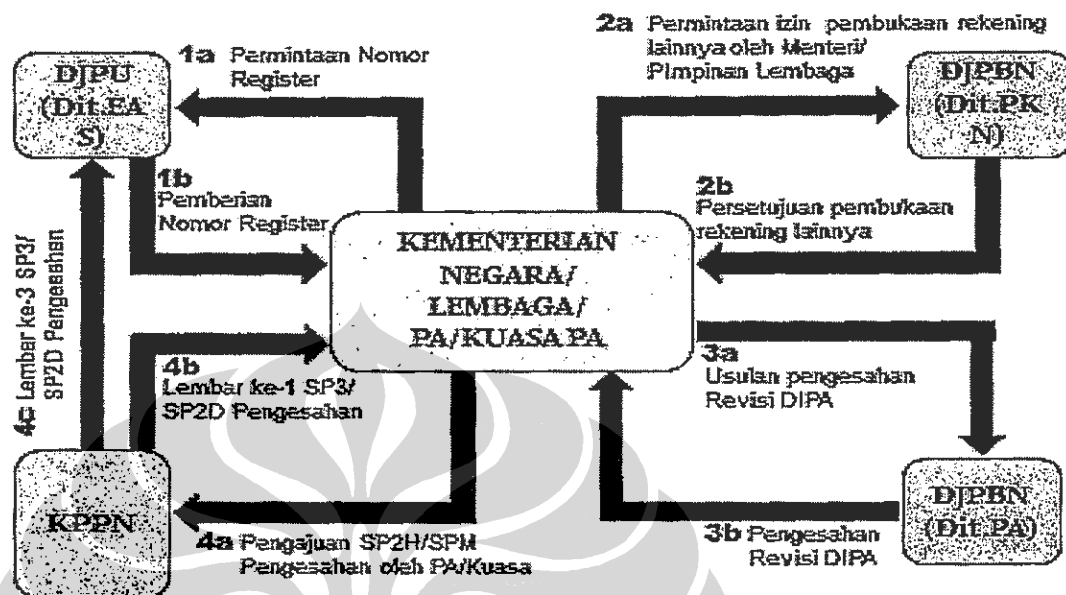 1a Permintaan Nomor
Register
2a Permintaan izin pembukaan rekening
lainnya oleh Menteri/
Pimpinan Lembaga
DJPU
(Dit.EA
S)
DJPBN
(Dit.PK
N)
1b
Pemberian
Nomor Register
2b
Persetujuan pembukaan
rekening lainnya
KEMENTERIAN
NEGARA/
LEMBAGA/
PA/KUASA PA
4c Lembar ke-3 SP3/
SP2D Pengesahan
4b
Lembar ke-1 SP3/
SP2D Pengesahan
3a
Usulan pengesahan
Revisi DIPA
KPPN
4a Pengajuan SP2H/SPM
Pengesahan oleh PA/Kuasa
3b Pengesahan
Revisi DIPA
DJPBN
(Dit.PA)